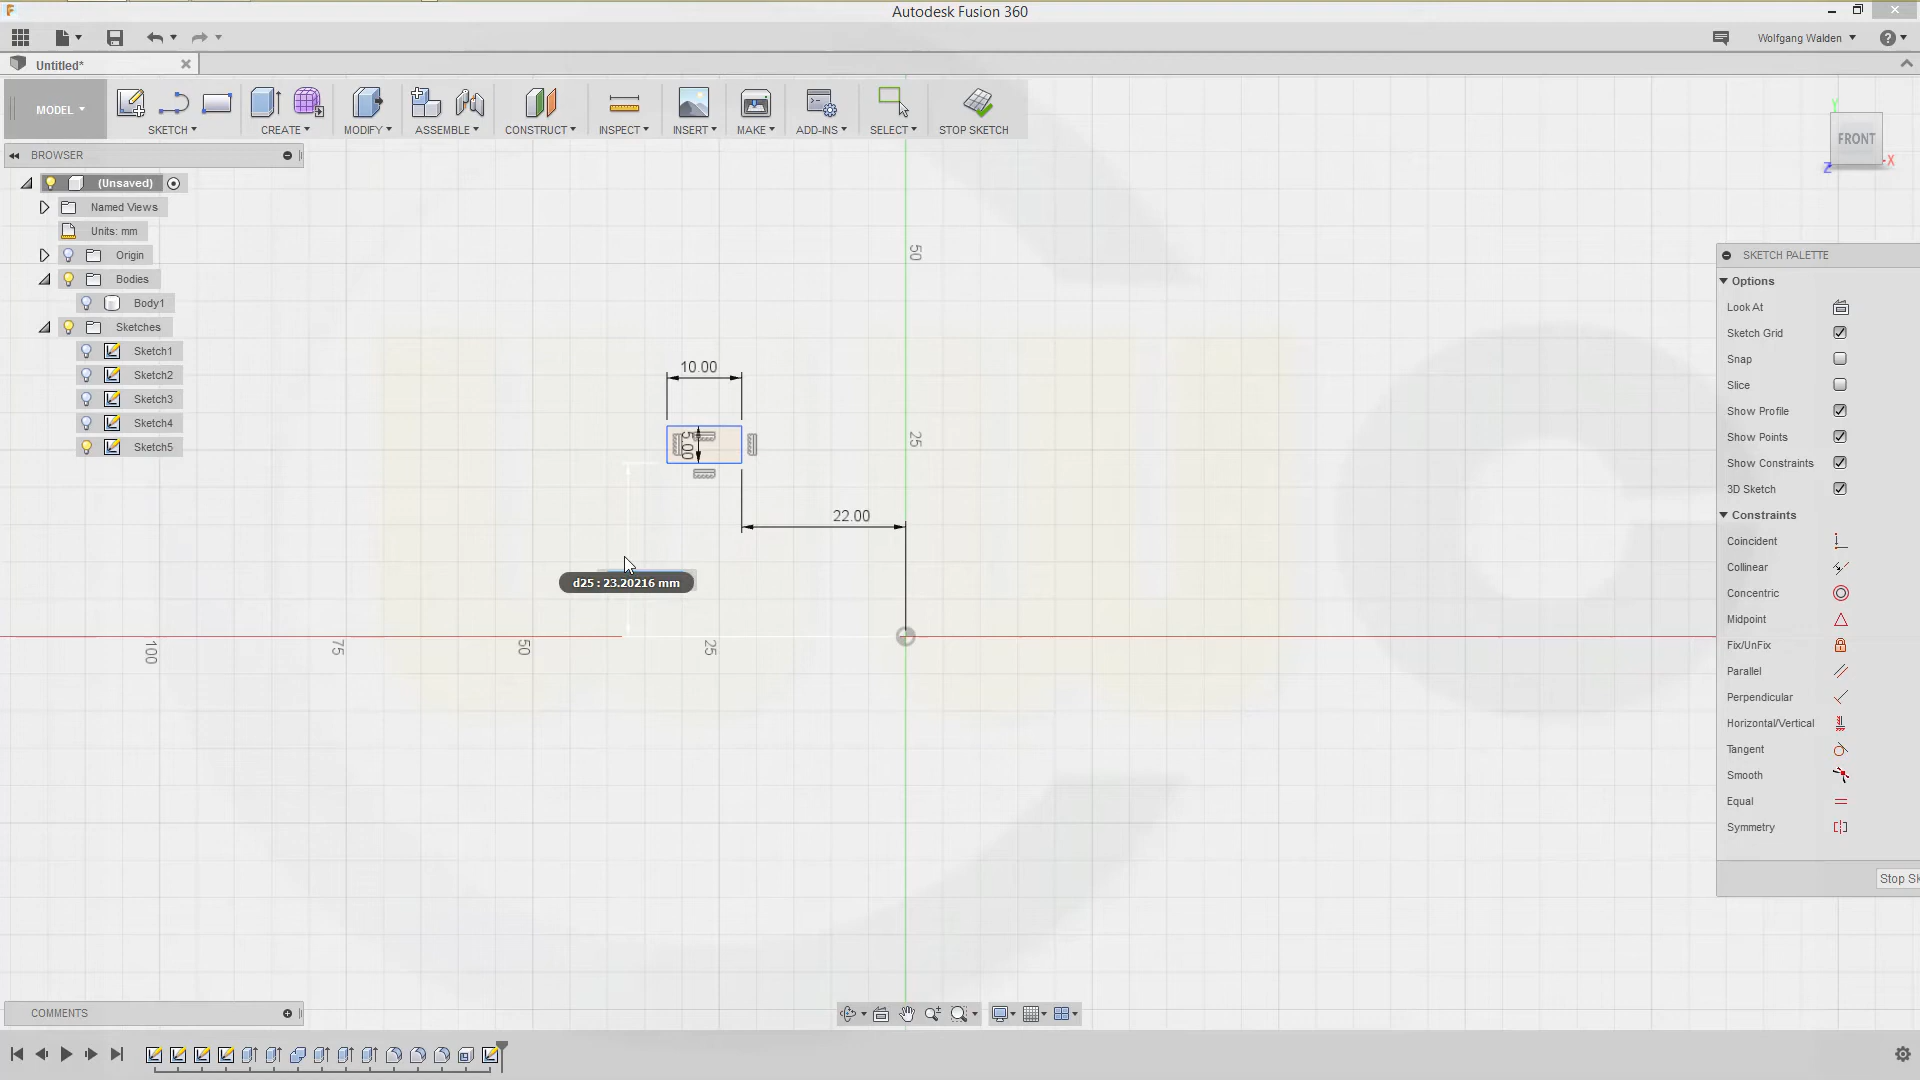 Autodesk Fusion 360
Wolfgang Walden
Untitled*
MODEL
SKETCH
CREATE
MODIFY
ASSEMBLE
CONSTRUCT
INSPECT
INSERT
MAKE
ADD-INS
SELECT
STOP SKETCH
BROWSER
(Unsaved)
Named Views
Units: mm
Origin
Bodies
Body1
Sketches
Sketch1
Sketch2
Sketch3
Sketch4
Sketch5
Y
FRONT
X
Z
50
25
10.00
5.00
22.00
d25 : 23.20216 mm
100
75
50
25
SKETCH PALETTE
Options
Look At
Sketch Grid
Snap
Slice
Show Profile
Show Points
Show Constraints
3D Sketch
Constraints
Coincident
Collinear
Concentric
Midpoint
Fix/UnFix
Parallel
Perpendicular
Horizontal/Vertical
Tangent
Smooth
Equal
Symmetry
Stop Sk
COMMENTS